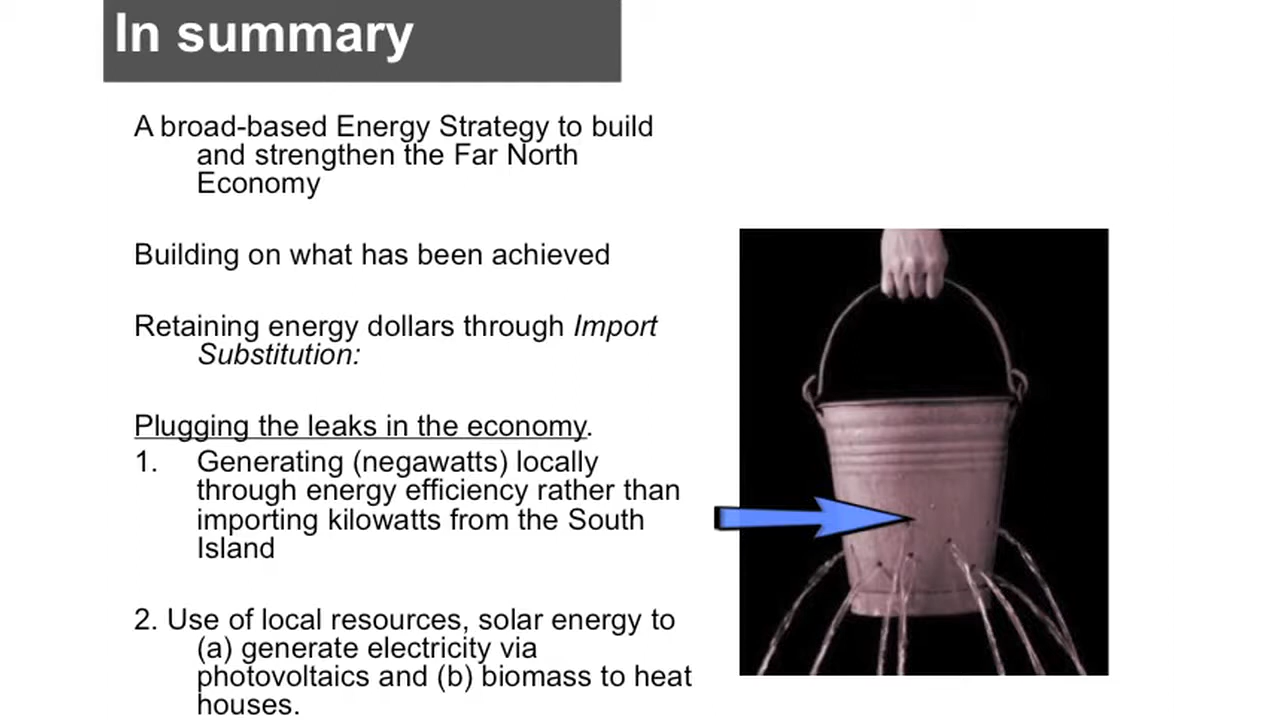 In summary
A broad-based Energy Strategy to build
and strengthen the Far North
Economy
Building on what has been achieved
Retaining energy dollars through Import
Substitution:
Plugging the leaks in the economy.
1. Generating (negawatts) locally
through energy efficiency rather than
importing kilowatts from the South
Island
2. Use of local resources, solar energy to
(a) generate electricity via
photovoltaics and (b) biomass to heat
houses.